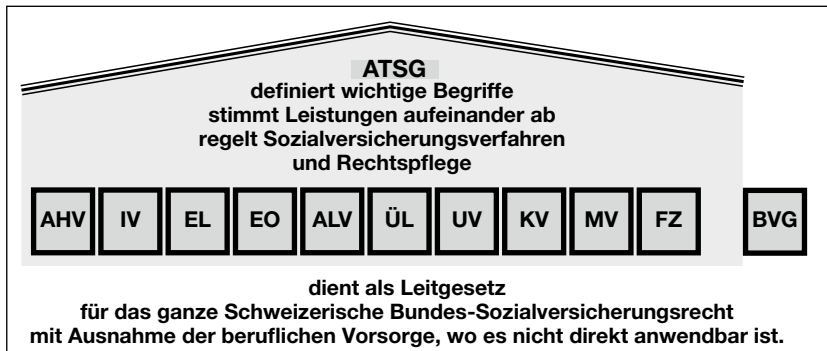 ATSG
definiert wichtige Begriffe
stimmt Leistungen aufeinander ab
regelt Sozialversicherungsverfahren
und Rechtspflege
AHV IV EL EO ALV ÜL UV KV MV FZ BVG
dient als Leitgesetz
für das ganze Schweizerische Bundes-Sozialversicherungsrecht
mit Ausnahme der beruflichen Vorsorge, wo es nicht direkt anwendbar ist.